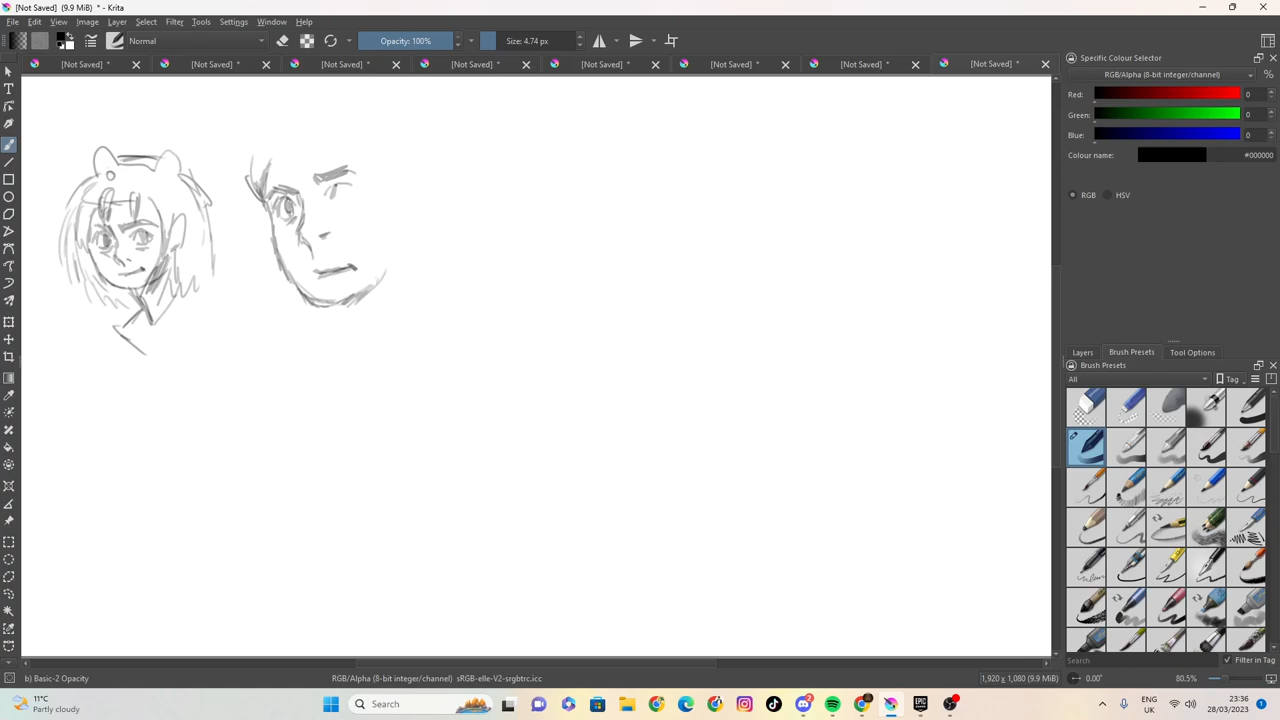 [Not Saved] (9.9 MiB) * - Krita
File Edit View Image Layer Select Filter Tools Settings Window Help
Normal Opacity: 100% Size: 4.74 px
[Not Saved] * [Not Saved] * [Not Saved] * [Not Saved] * [Not Saved] * [Not Saved] * [Not Saved] * [Not Saved] *
Specific Colour Selector
RGB/Alpha (8-bit integer/channel) %
Red: 0
Green: 0
Blue: 0
Colour name: #000000
RGB HSV
Layers Brush Presets Tool Options
Brush Presets
All Tag
Search Filter in Tag
b) Basic-2 Opacity RGB/Alpha (8-bit integer/channel) sRGB-elle-V2-srgbtrc.icc 1,920 x 1,080 (9.9 MiB) 0.00° 80.5%
11°C
Partly cloudy
Search
2
EPIC GAMES
ENG
UK
23:36
28/03/2023
1